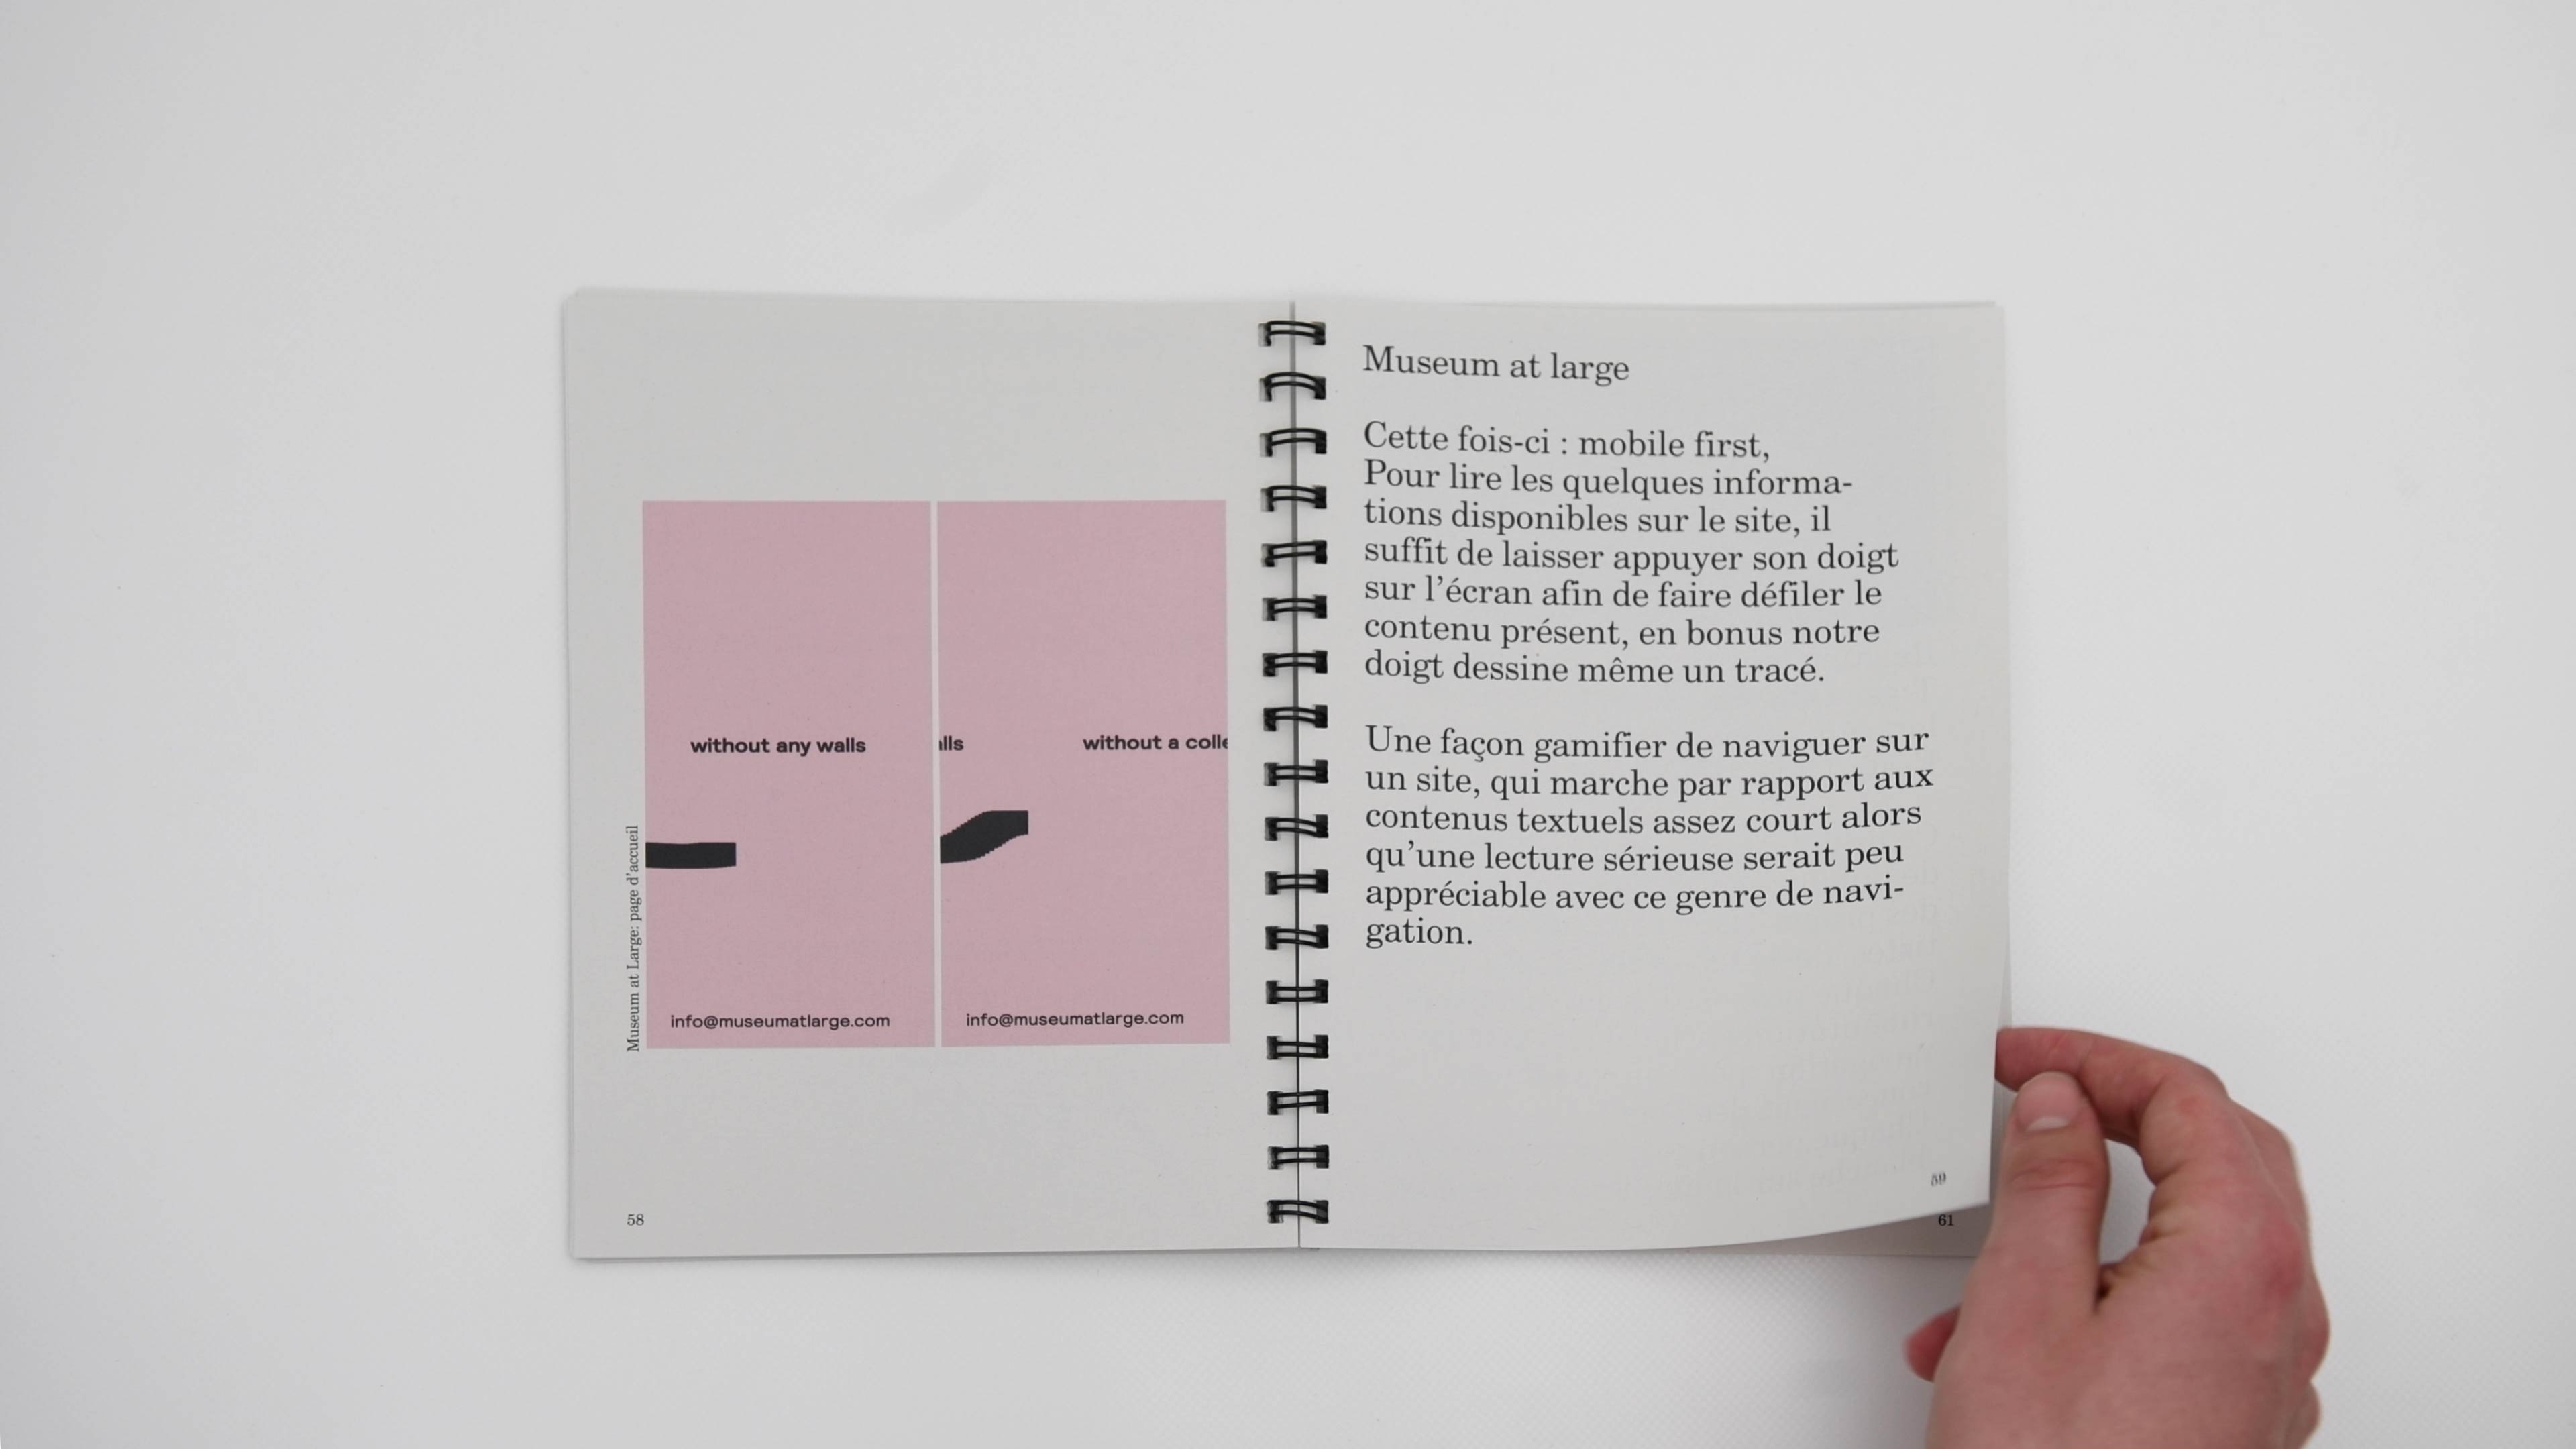 without any walls
lls
without a colle
info@museumatlarge.com
info@museumatlarge.com
Museum at Large: page d'accueil
58
Museum at large
Cette fois-ci : mobile first,
Pour lire les quelques informa-
tions disponibles sur le site, il
suffit de laisser appuyer son doigt
sur l'écran afin de faire défiler le
contenu présent, en bonus notre
doigt dessine même un tracé.
Une façon gamifier de naviguer sur
un site, qui marche par rapport aux
contenus textuels assez court alors
qu'une lecture sérieuse serait peu
appréciable avec ce genre de navi-
gation.
59
61